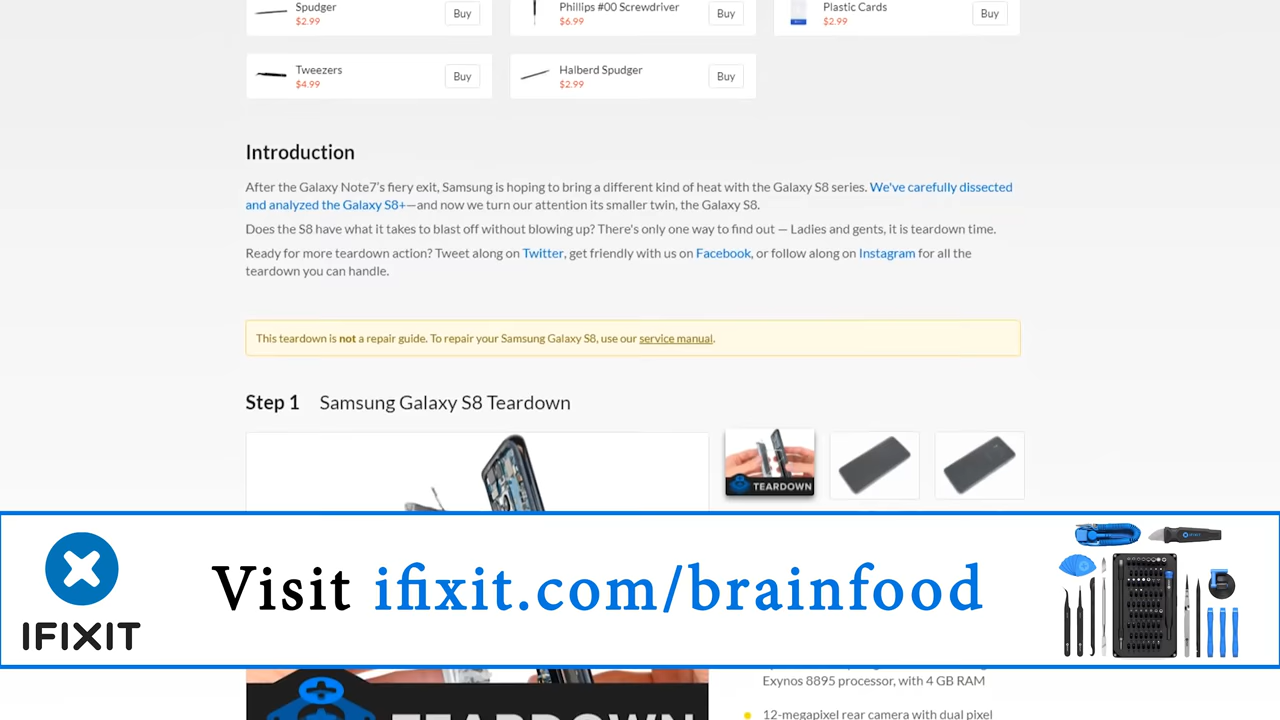 Spudger
$2.99
Buy
Phillips #00 Screwdriver
$6.99
Buy
Plastic Cards
$2.99
Buy
Tweezers
$4.99
Buy
Halberd Spudger
$2.99
Buy
Introduction
After the Galaxy Note7's fiery exit, Samsung is hoping to bring a different kind of heat with the Galaxy S8 series. We've carefully dissected
and analyzed the Galaxy S8+—and now we turn our attention its smaller twin, the Galaxy S8.
Does the S8 have what it takes to blast off without blowing up? There's only one way to find out — Ladies and gents, it is teardown time.
Ready for more teardown action? Tweet along on Twitter, get friendly with us on Facebook, or follow along on Instagram for all the
teardown you can handle.
This teardown is not a repair guide. To repair your Samsung Galaxy S8, use our service manual.
Step 1 Samsung Galaxy S8 Teardown
TEARDOWN
IFIXIT
Visit ifixit.com/brainfood
Exynos 8895 processor, with 4 GB RAM
12-megapixel rear camera with dual pixel
TEARDOWN